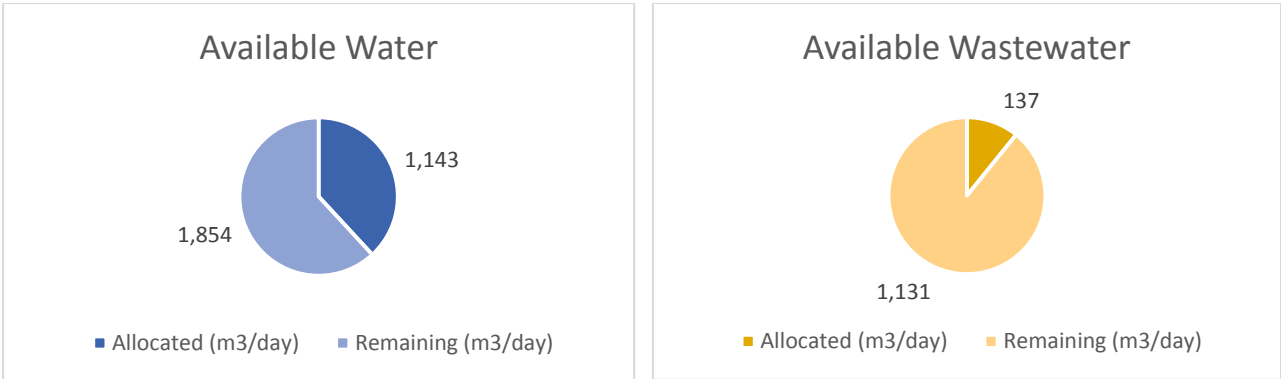 Available Water
1,143
1,854
Allocated (m3/day) Remaining (m3/day)
Available Wastewater
137
1,131
Allocated (m3/day) Remaining (m3/day)